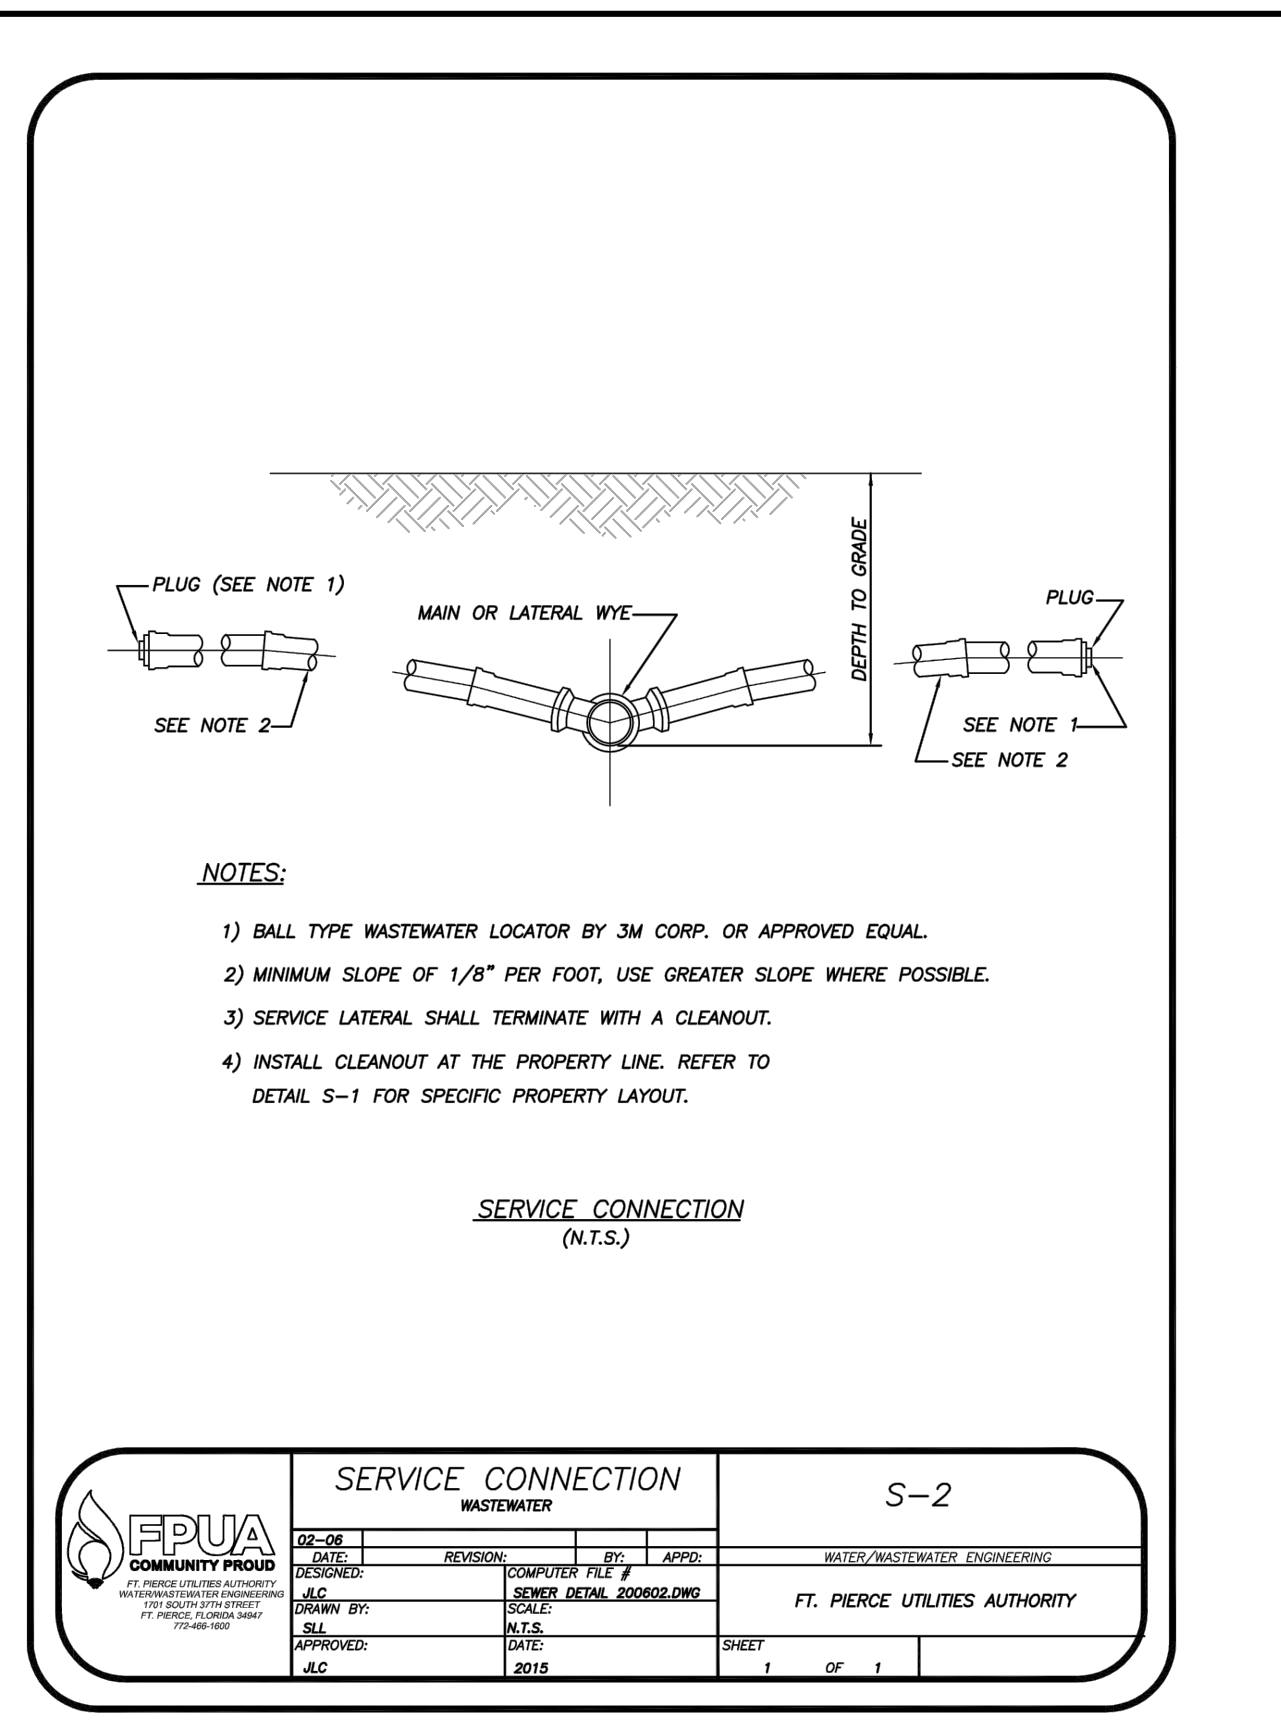 DEPTH TO GRADE
PLUG (SEE NOTE 1)
MAIN OR LATERAL WYE
PLUG
SEE NOTE 2
SEE NOTE 1
SEE NOTE 2
NOTES:
1) BALL TYPE WASTEWATER LOCATOR BY 3M CORP. OR APPROVED EQUAL.
2) MINIMUM SLOPE OF 1/8" PER FOOT, USE GREATER SLOPE WHERE POSSIBLE.
3) SERVICE LATERAL SHALL TERMINATE WITH A CLEANOUT.
4) INSTALL CLEANOUT AT THE PROPERTY LINE. REFER TO
DETAIL S-1 FOR SPECIFIC PROPERTY LAYOUT.
SERVICE CONNECTION
(N.T.S.)
FPUA
COMMUNITY PROUD
FT. PIERCE UTILITIES AUTHORITY
WATER/WASTEWATER ENGINEERING
1701 SOUTH 37TH STREET
FT. PIERCE, FLORIDA 34947
772-466-1600
SERVICE CONNECTION
WASTEWATER
02-06
DATE: REVISION: BY: APPD:
DESIGNED: COMPUTER FILE #
JLC SEWER DETAIL 200602.DWG
DRAWN BY: SCALE:
SLL N.T.S.
APPROVED: DATE:
JLC 2015
S-2
WATER/WASTEWATER ENGINEERING
FT. PIERCE UTILITIES AUTHORITY
SHEET
1 OF 1